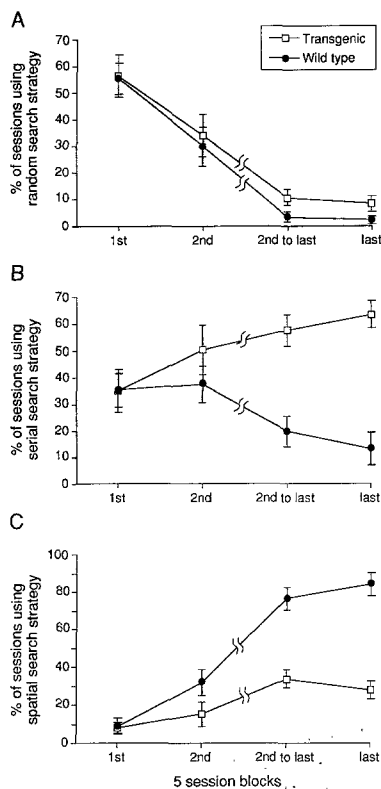 A
Transgenic
Wild type
% of sessions using
random search strategy
70
60
50
40
30
20
10
0
1st
2nd
2nd to last
last
B
% of sessions using
serial search strategy
70
60
50
40
30
20
10
0
1st
2nd
2nd to last
last
C
% of sessions using
spatial search strategy
100
80
60
40
20
0
1st
2nd
2nd to last
last
5 session blocks